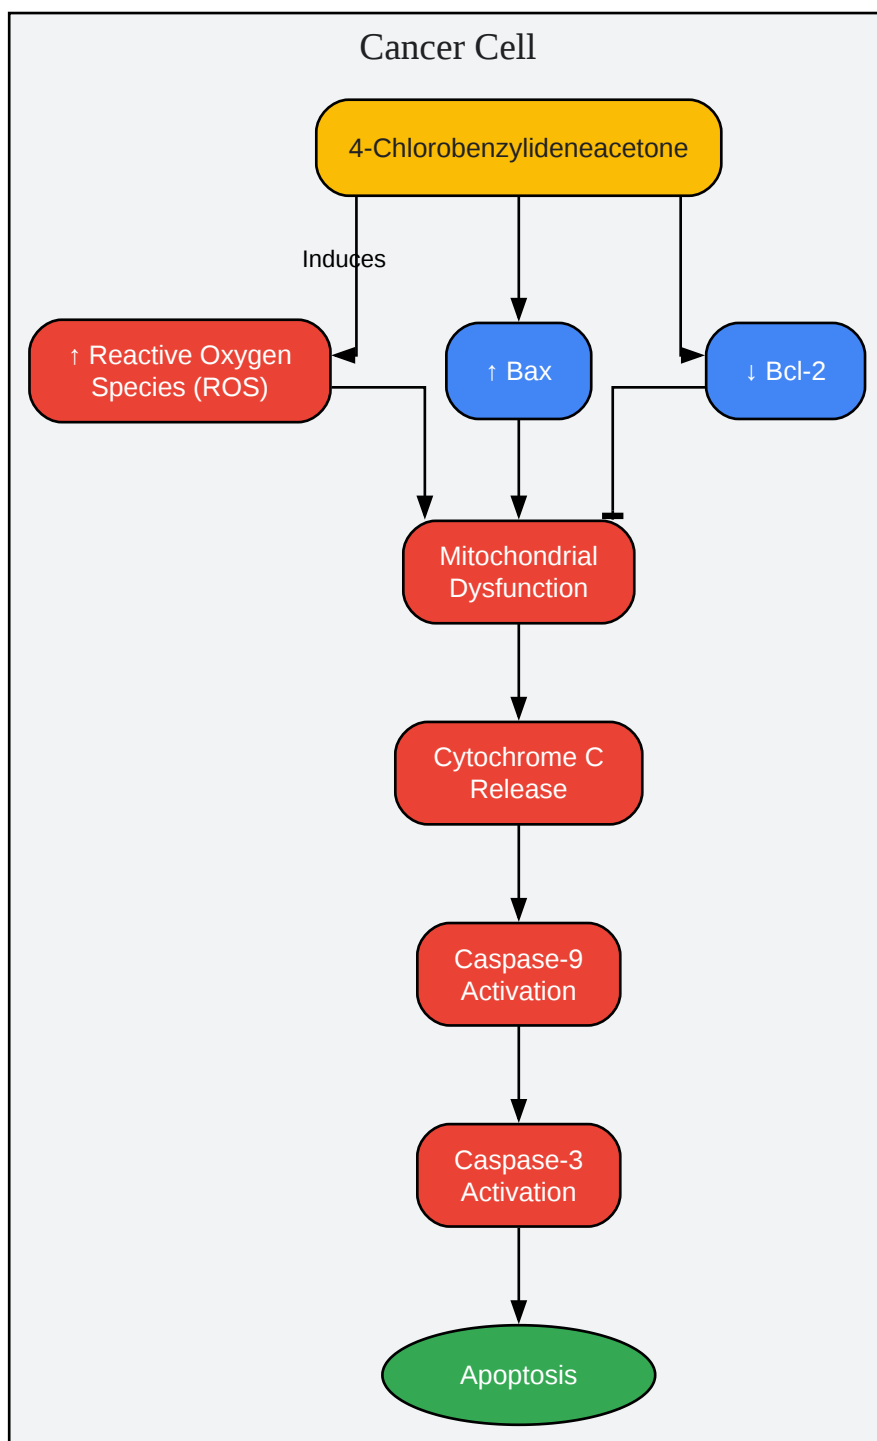 Cancer Cell
4-Chlorobenzylideneacetone
Induces
↑ Reactive Oxygen
Species (ROS)
↑ Bax
↓ Bcl-2
Mitochondrial
Dysfunction
Cytochrome C
Release
Caspase-9
Activation
Caspase-3
Activation
Apoptosis